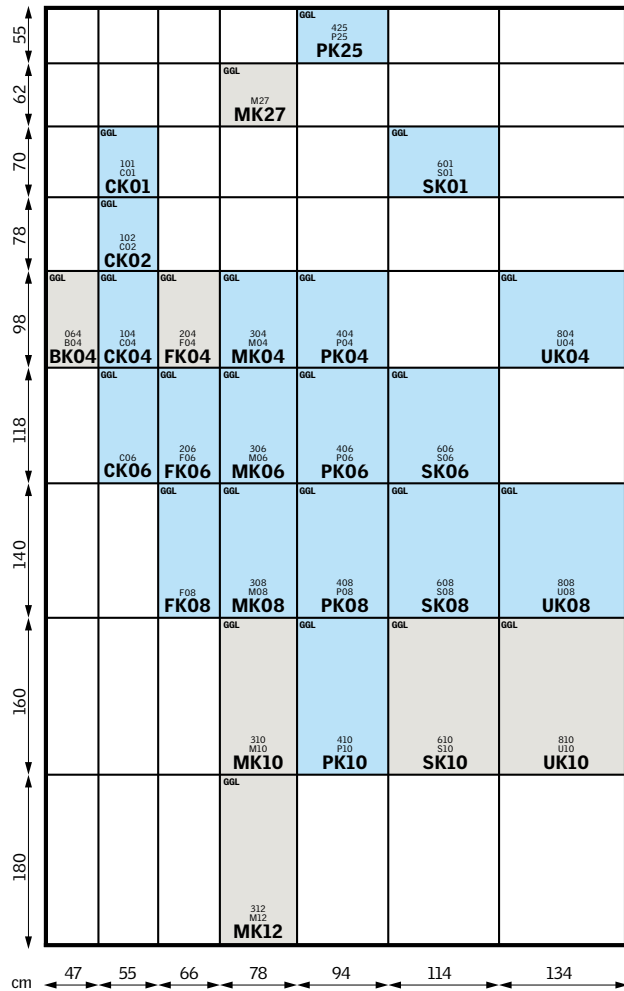 55
GGL
425
P25
PK25
62
GGL
M27
MK27
70
GGL
101
C01
CK01
GGL
601
S01
SK01
78
GGL
102
C02
CK02
98
GGL
064
B04
BK04
GGL
104
C04
CK04
GGL
204
F04
FK04
GGL
304
M04
MK04
GGL
404
P04
PK04
GGL
804
U04
UK04
118
GGL
C06
CK06
GGL
206
F06
FK06
GGL
306
M06
MK06
GGL
406
P06
PK06
GGL
606
S06
SK06
140
GGL
F08
FK08
GGL
308
M08
MK08
GGL
408
P08
PK08
GGL
608
S08
SK08
GGL
808
U08
UK08
160
GGL
310
M10
MK10
GGL
410
P10
PK10
GGL
610
S10
SK10
GGL
810
U10
UK10
180
GGL
312
M12
MK12
cm 47 55 66 78 94 114 134